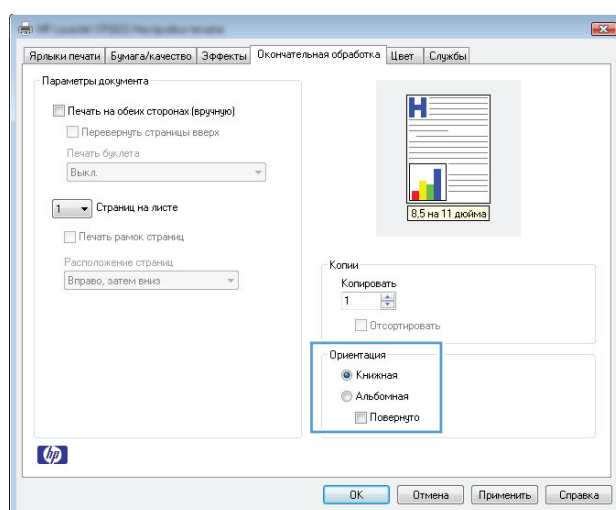 Ярлыки печати Бумага/качество Эффекты Окончательная обработка Цвет Службы
Параметры документа
Печать на обеих сторонах (вручную)
Перевернуть страницы вверх
Печать буклета
Выкл.
1 Страниц на листе
Печать рамок страниц
Расположение страниц
Вправо, затем вниз
H
8,5 на 11 дюйма
Копии
Копировать
1
Отсортировать
Ориентация
Книжная
Альбомная
Повернуто
hp
OK Отмена Применить Справка